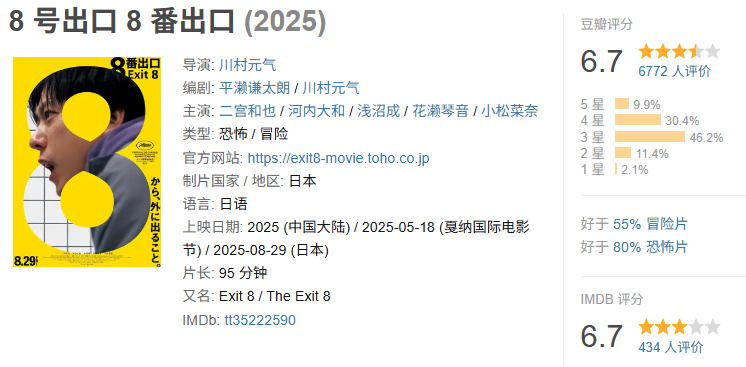 8 号出口 8 番出口 (2025)
8番出口
Exit 8
から、外に出ること。
8.29
导演: 川村元气
编剧: 平濑谦太朗 / 川村元气
主演: 二宫和也 / 河内大和 / 浅沼成 / 花濑琴音 / 小松菜奈
类型: 恐怖 / 冒险
官方网站: https://exit8-movie.toho.co.jp
制片国家 / 地区: 日本
语言: 日语
上映日期: 2025 (中国大陆) / 2025-05-18 (戛纳国际电影
节) / 2025-08-29 (日本)
片长: 95 分钟
又名: Exit 8 / The Exit 8
IMDb: tt35222590
豆瓣评分
6.7
6772 人评价
5 星 9.9%
4 星 30.4%
3 星 46.2%
2 星 11.4%
1 星 2.1%
好于 55% 冒险片
好于 80% 恐怖片
IMDB 评分
6.7
434 人评价